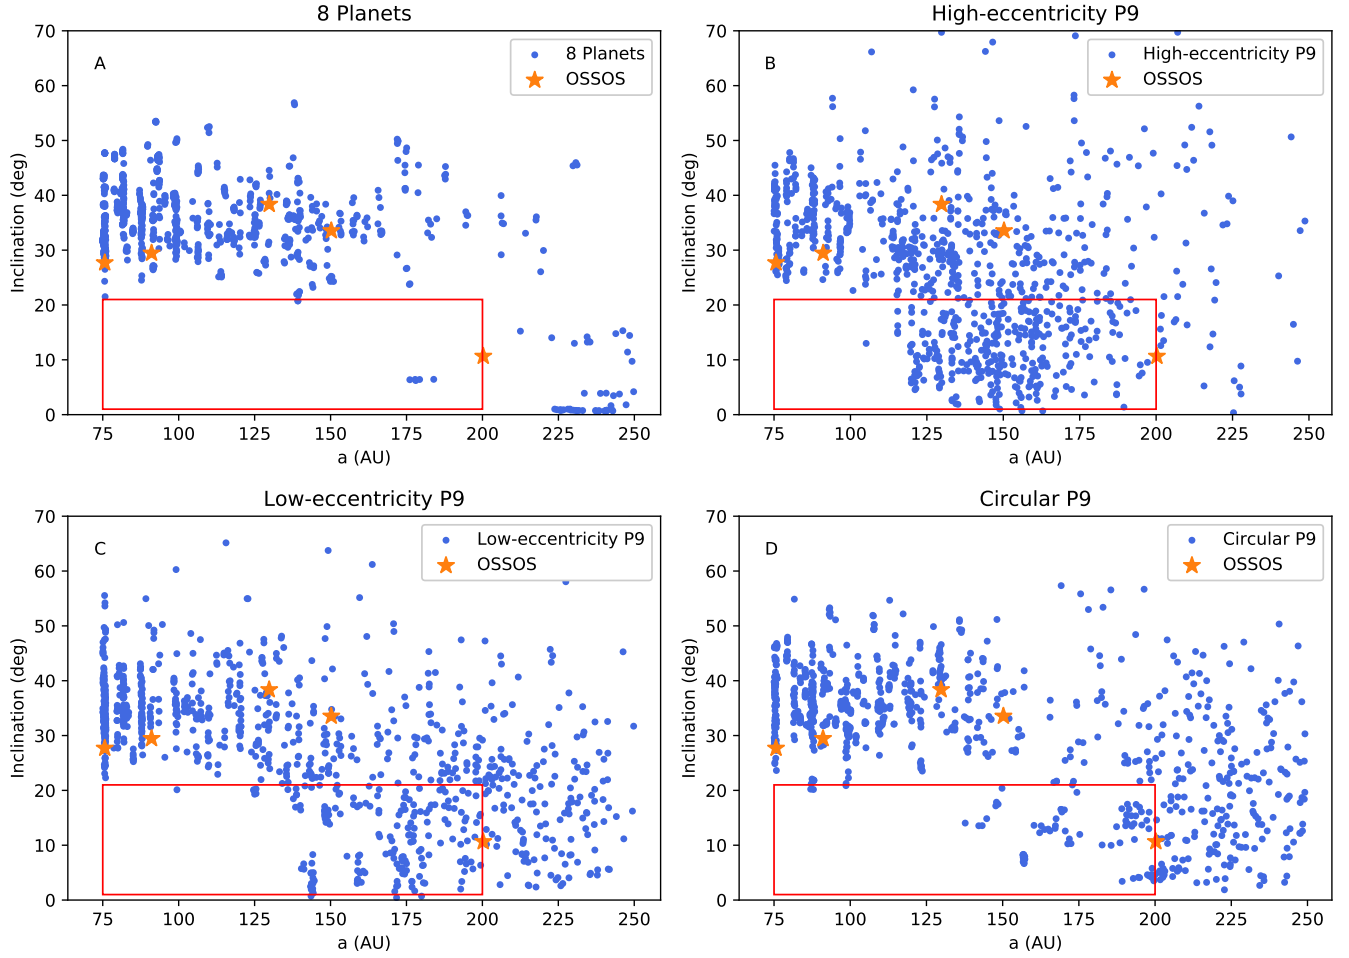 8 Planets
A
8 Planets
OSSOS
Inclination (deg)
70
60
50
40
30
20
10
0
75
100
125
150
175
200
225
250
a (AU)
High-eccentricity P9
B
High-eccentricity P9
OSSOS
Inclination (deg)
70
60
50
40
30
20
10
0
75
100
125
150
175
200
225
250
a (AU)
Low-eccentricity P9
C
Low-eccentricity P9
OSSOS
Inclination (deg)
70
60
50
40
30
20
10
0
75
100
125
150
175
200
225
250
a (AU)
Circular P9
D
Circular P9
OSSOS
Inclination (deg)
70
60
50
40
30
20
10
0
75
100
125
150
175
200
225
250
a (AU)